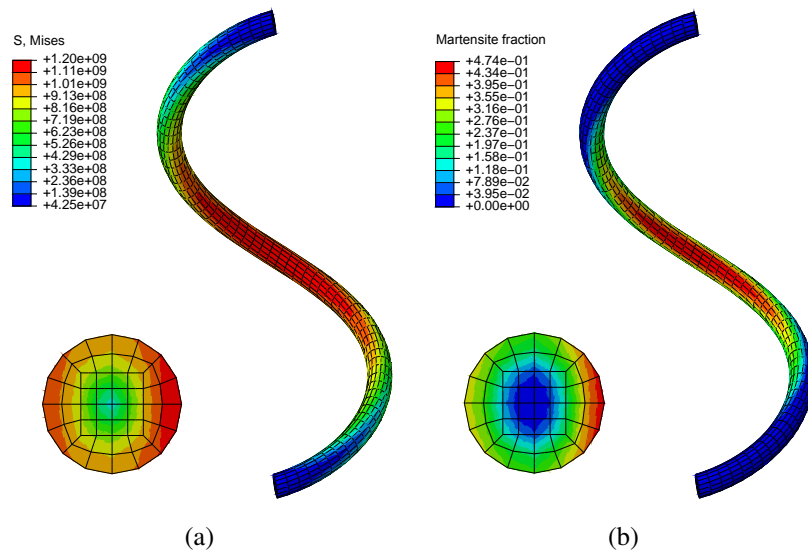 S, Mises
+1.20e+09
+1.11e+09
+1.01e+09
+9.13e+08
+8.16e+08
+7.19e+08
+6.23e+08
+5.26e+08
+4.29e+08
+3.33e+08
+2.36e+08
+1.39e+08
+4.25e+07
Martensite fraction
+4.74e−01
+4.34e−01
+3.95e−01
+3.55e−01
+3.16e−01
+2.76e−01
+2.37e−01
+1.97e−01
+1.58e−01
+1.18e−01
+7.89e−02
+3.95e−02
+0.00e+00
(a)
(b)